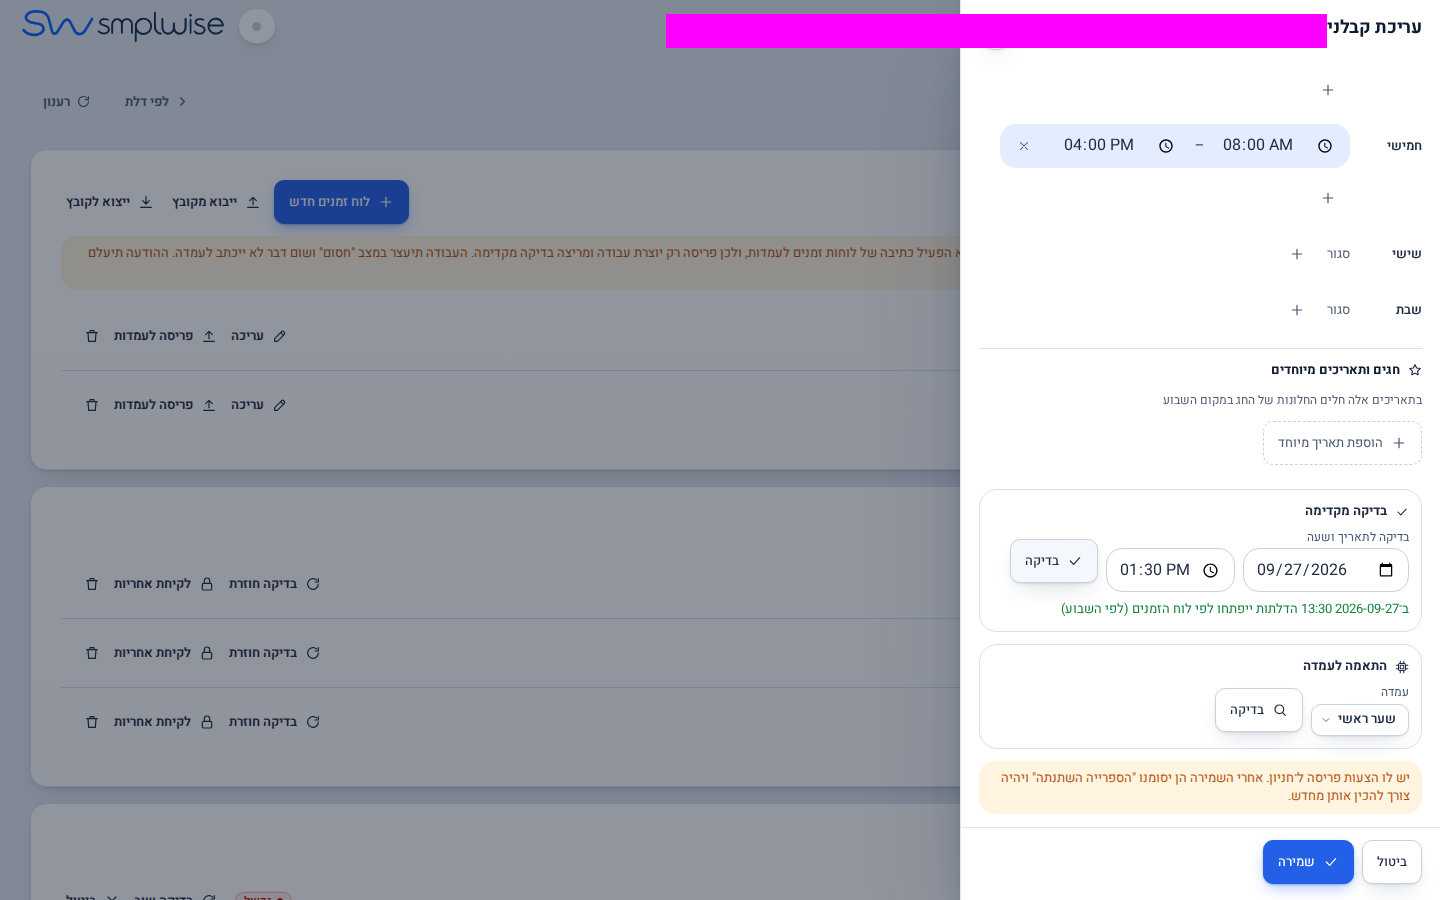 smplwise
עריכת קבלני
רענון
לפי דלת
חמישי
08:00 AM – 04:00 PM
לוח זמנים חדש
ייבוא מקובץ
ייצוא לקובץ
הפעיל כתיבה של לוחות זמנים לעמדות, ולכן פריסה רק יוצרת עבודה ומריצה בדיקה מקדימה. העבודה תיעצר במצב "חסום" ושום דבר לא ייכתב לעמדה. ההודעה תיעלם
שישי סגור
שבת סגור
עריכה
פריסה לעמדות
עריכה
פריסה לעמדות
חגים ותאריכים מיוחדים
בתאריכים אלה חלים החלונות של החג במקום השבוע
הוספת תאריך מיוחד
בדיקה מקדימה
בדיקה לתאריך ושעה
09/27/2026
01:30 PM
בדיקה
ב־2026-09-27 13:30 הדלתות ייפתחו לפי לוח הזמנים (לפי השבוע)
בדיקה חוזרת
לקיחת אחריות
בדיקה חוזרת
לקיחת אחריות
בדיקה חוזרת
לקיחת אחריות
התאמה לעמדה
עמדה
שער ראשי
בדיקה
יש לו הצעות פריסה ל־חניון. אחרי השמירה הן יסומנו "הספרייה השתנתה" ויהיה
צורך להכין אותן מחדש.
ביטול
שמירה